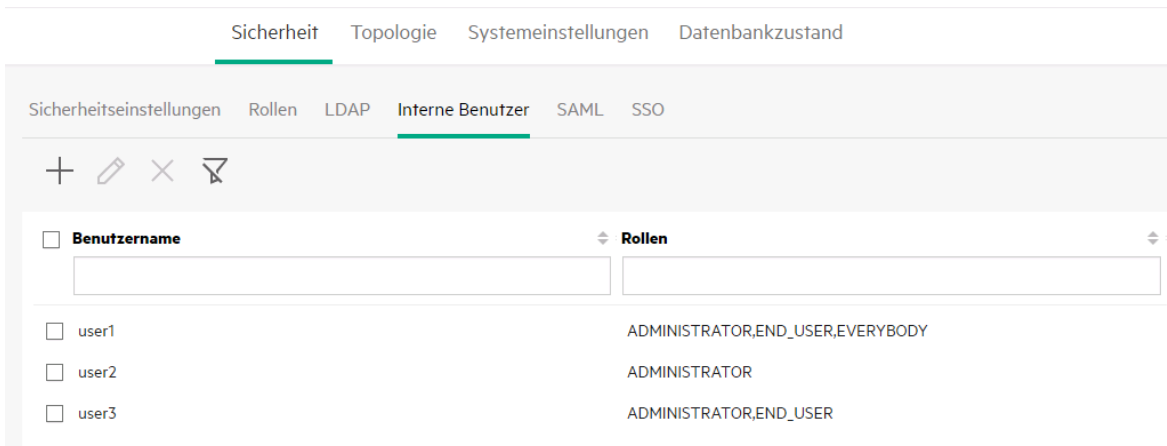 Sicherheit Topologie Systemeinstellungen Datenbankzustand
Sicherheitseinstellungen Rollen LDAP Interne Benutzer SAML SSO
Benutzername Rollen
user1 ADMINISTRATOR,END_USER,EVERYBODY
user2 ADMINISTRATOR
user3 ADMINISTRATOR,END_USER